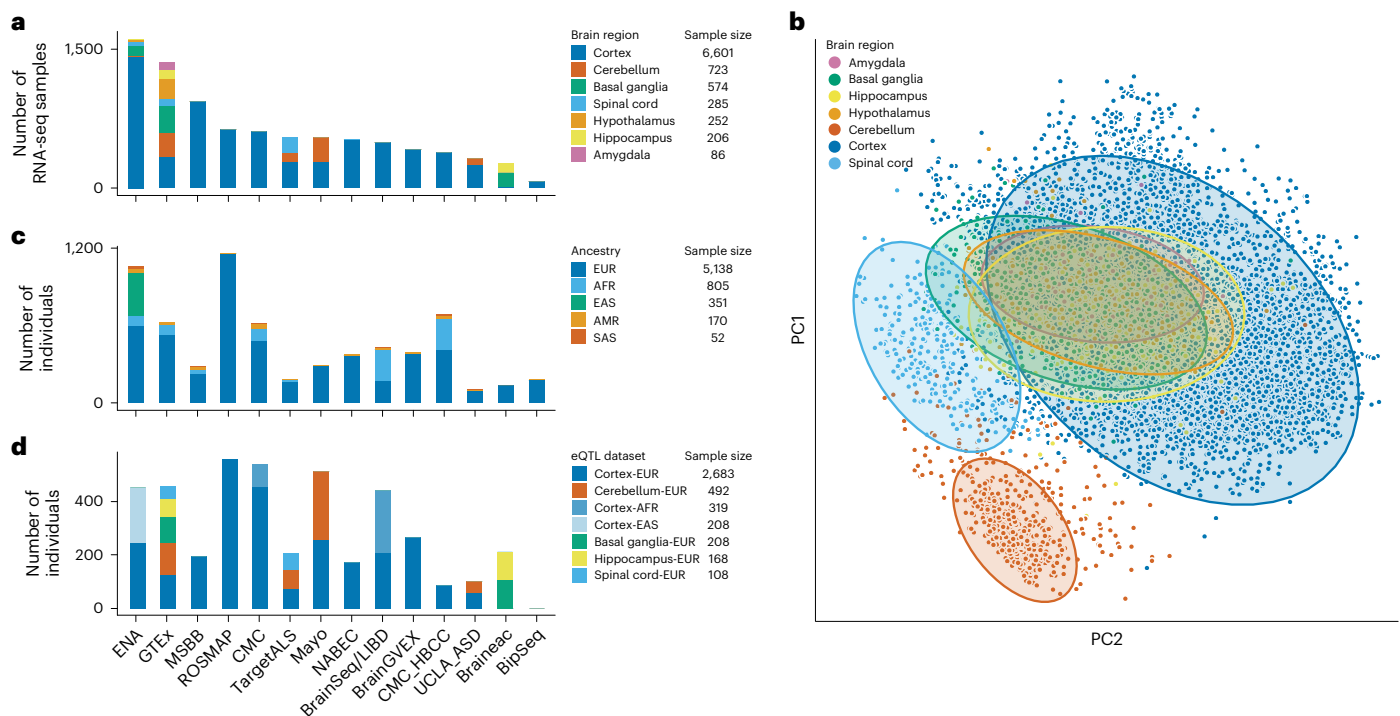 a
Number of
RNA-seq samples
1,500
0
Brain region Sample size
Cortex 6,601
Cerebellum 723
Basal ganglia 574
Spinal cord 285
Hypothalamus 252
Hippocampus 206
Amygdala 86
c
Number of
individuals
1,200
0
Ancestry Sample size
EUR 5,138
AFR 805
EAS 351
AMR 170
SAS 52
d
Number of
individuals
400
200
0
eQTL dataset Sample size
Cortex-EUR 2,683
Cerebellum-EUR 492
Cortex-AFR 319
Cortex-EAS 208
Basal ganglia-EUR 208
Hippocampus-EUR 168
Spinal cord-EUR 108
ENA
GTEx
MSBB
ROSMAP
CMC
TargetALS
Mayo
NABEC
BrainSeq/LIBD
BrainGVEX
CMC_HBCC
UCLA_ASD
Braineac
BipSeq
b
Brain region
Amygdala
Basal ganglia
Hippocampus
Hypothalamus
Cerebellum
Cortex
Spinal cord
PC1
PC2